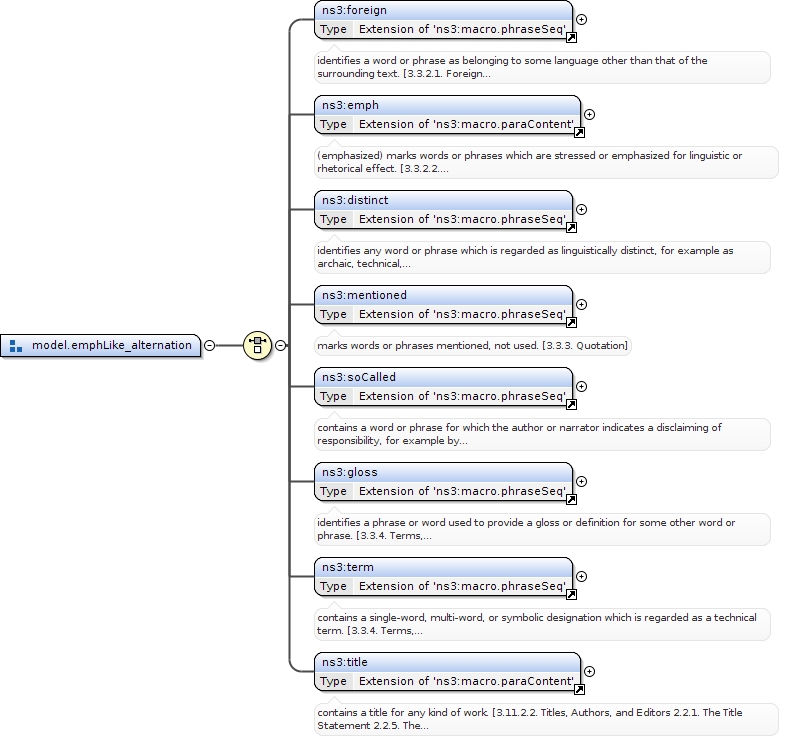 ns3:foreign
Type Extension of 'ns3:macro.phraseSeq'
identifies a word or phrase as belonging to some language other than that of the
surrounding text. [3.3.2.1. Foreign...
ns3:emph
Type Extension of 'ns3:macro.paraContent'
(emphasized) marks words or phrases which are stressed or emphasized for linguistic or
rhetorical effect. [3.3.2.2....
ns3:distinct
Type Extension of 'ns3:macro.phraseSeq'
identifies any word or phrase which is regarded as linguistically distinct, for example as
archaic, technical,...
ns3:mentioned
Type Extension of 'ns3:macro.phraseSeq'
marks words or phrases mentioned, not used. [3.3.3. Quotation]
model.emphLike_alternation
ns3:soCalled
Type Extension of 'ns3:macro.phraseSeq'
contains a word or phrase for which the author or narrator indicates a disclaiming of
responsibility, for example by...
ns3:gloss
Type Extension of 'ns3:macro.phraseSeq'
identifies a phrase or word used to provide a gloss or definition for some other word or
phrase. [3.3.4. Terms,...
ns3:term
Type Extension of 'ns3:macro.phraseSeq'
contains a single-word, multi-word, or symbolic designation which is regarded as a technical
term. [3.3.4. Terms,...
ns3:title
Type Extension of 'ns3:macro.paraContent'
contains a title for any kind of work. [3.11.2.2. Titles, Authors, and Editors 2.2.1. The Title
Statement 2.2.5. The...